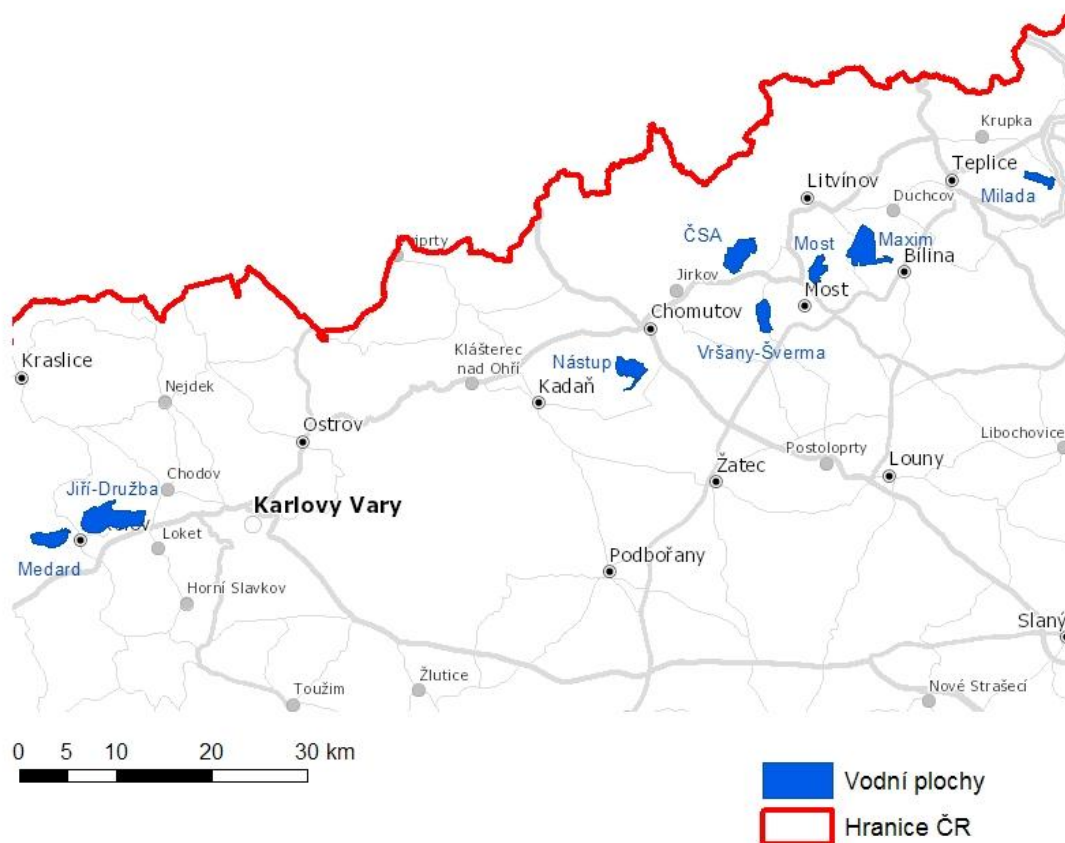 Krupka
Teplice
Litvínov
Duchcov
Milada
ČSA
Most
Maxim
Bílina
Jirkov
Most
Chomutov
Vršany-Šverma
Kraslice
Klášterec
nad Ohří
Nástup
Kadaň
Nejdek
Ostrov
Libochovice
Postoloprty
Louny
Žatec
Chodov
Jiří-Družba
Karlovy Vary
Loket
Medard
Podbořany
Horní Slavkov
Slaný
Žlutice
Toužim
Nové Strašecí
0 5 10 20 30 km
Vodní plochy
Hranice ČR